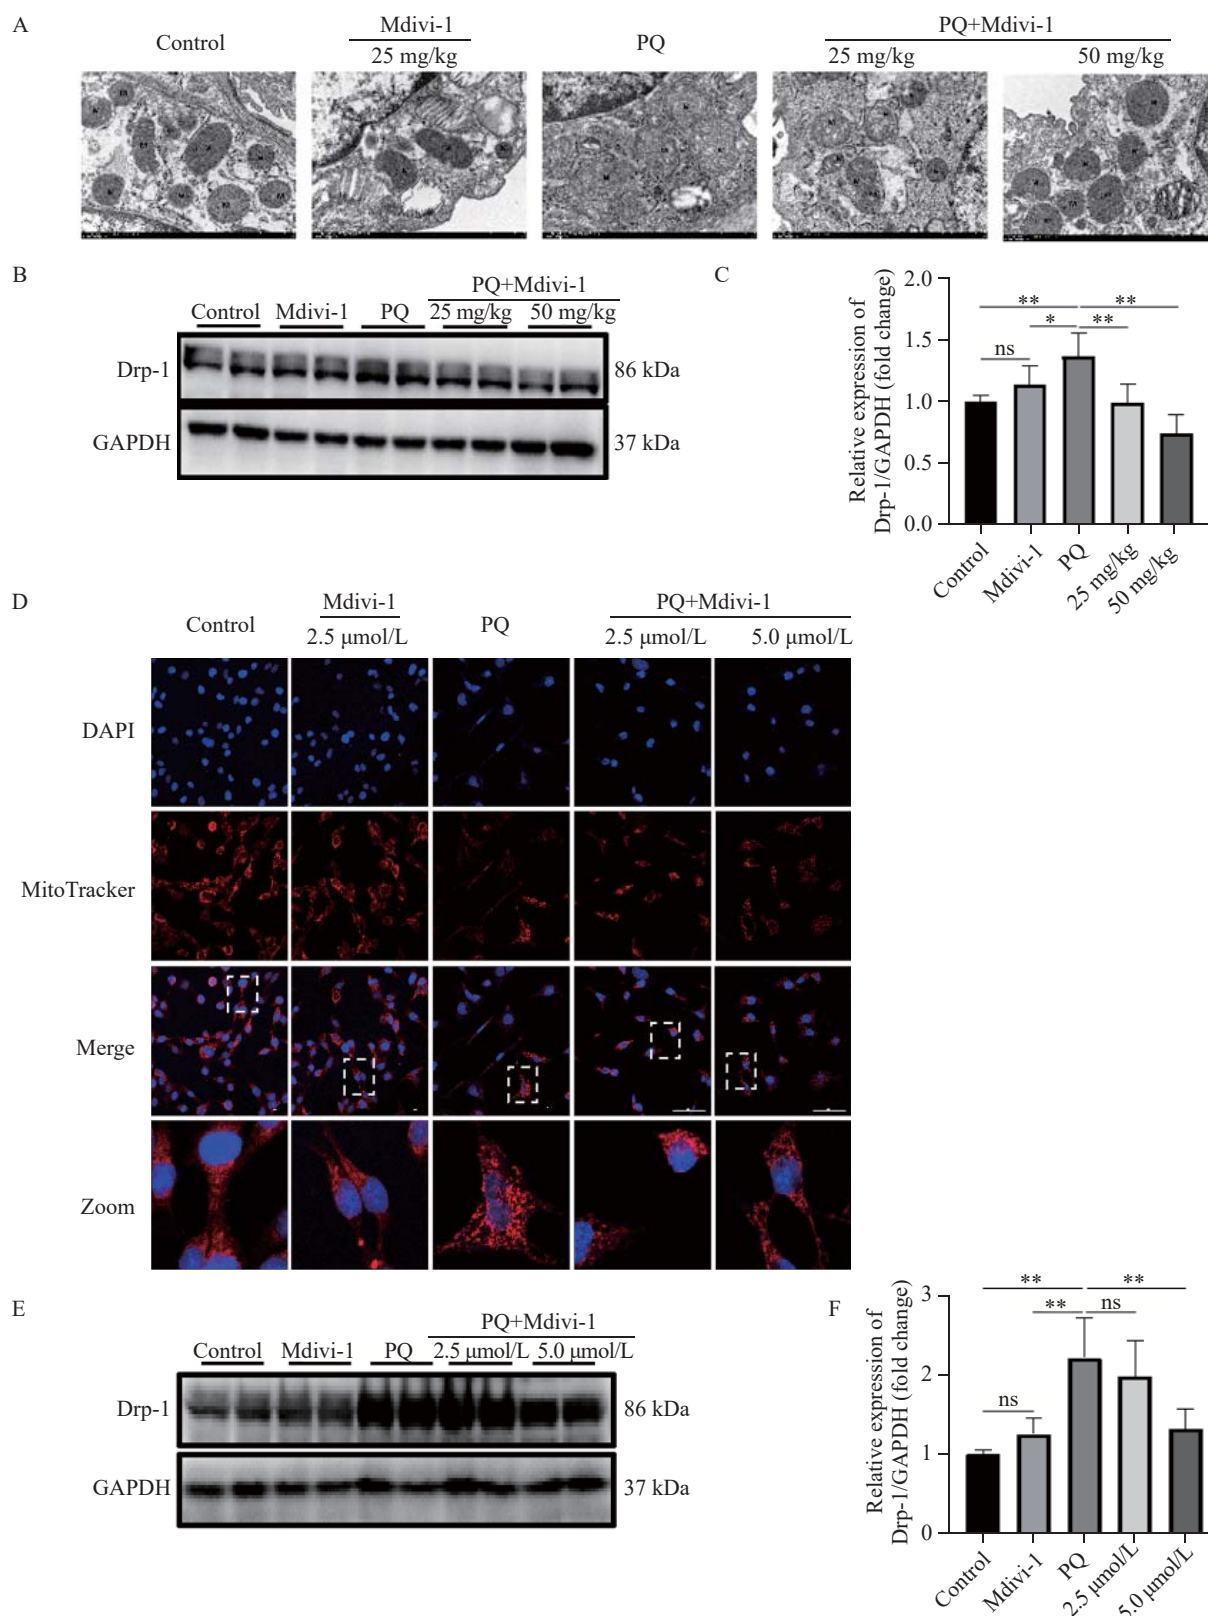 A
Control
Mdivi-1
25 mg/kg
PQ
PQ+Mdivi-1
25 mg/kg 50 mg/kg
B
Control Mdivi-1 PQ
PQ+Mdivi-1
25 mg/kg 50 mg/kg
Drp-1 86 kDa
GAPDH 37 kDa
C
Relative expression of
Drp-1/GAPDH (fold change)
2.0
1.5
1.0
0.5
0.0
** **
* **
ns
Control Mdivi-1 PQ 25 mg/kg 50 mg/kg
D
Control
Mdivi-1
2.5 μmol/L
PQ
PQ+Mdivi-1
2.5 μmol/L 5.0 μmol/L
DAPI
MitoTracker
Merge
Zoom
E
Control Mdivi-1 PQ
PQ+Mdivi-1
2.5 μmol/L 5.0 μmol/L
Drp-1 86 kDa
GAPDH 37 kDa
F
Relative expression of
Drp-1/GAPDH (fold change)
3
2
1
0
** **
** ns
ns
Control Mdivi-1 PQ 2.5 μmol/L 5.0 μmol/L